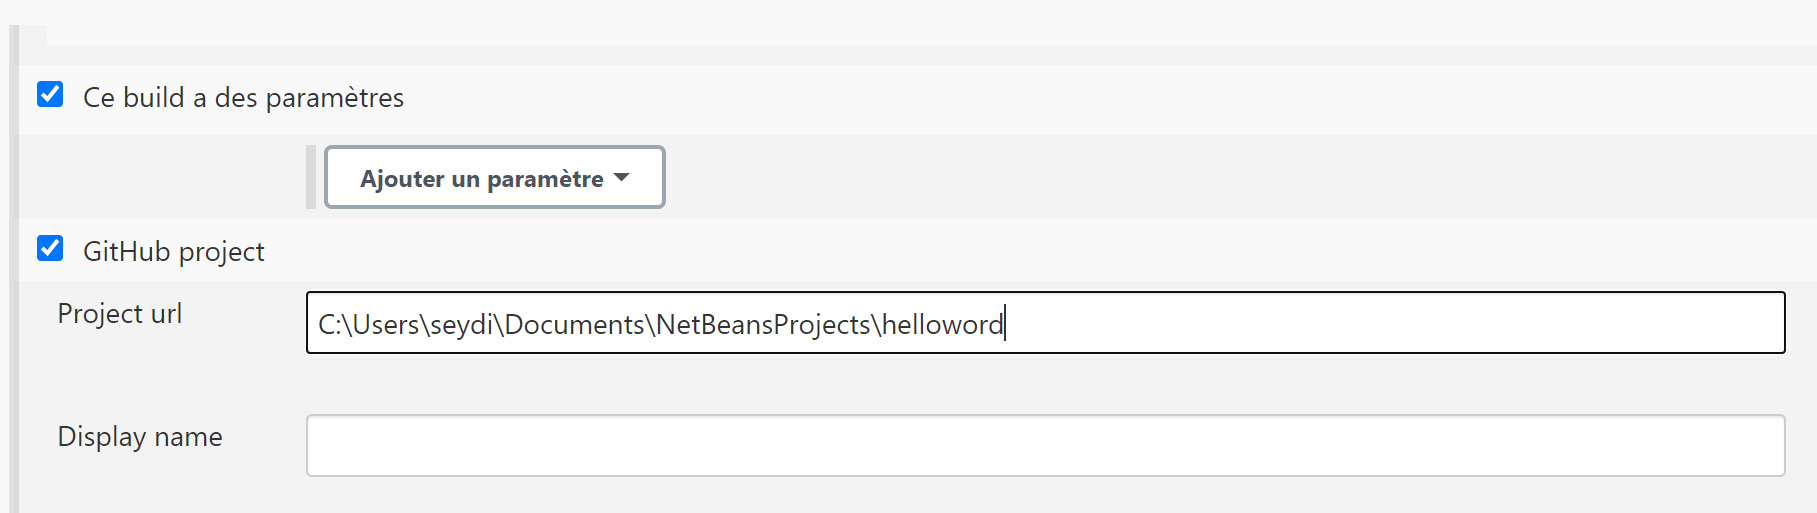 Ce build a des paramètres
Ajouter un paramètre
GitHub project
Project url
C:\Users\seydi\Documents\NetBeansProjects\helloword
Display name